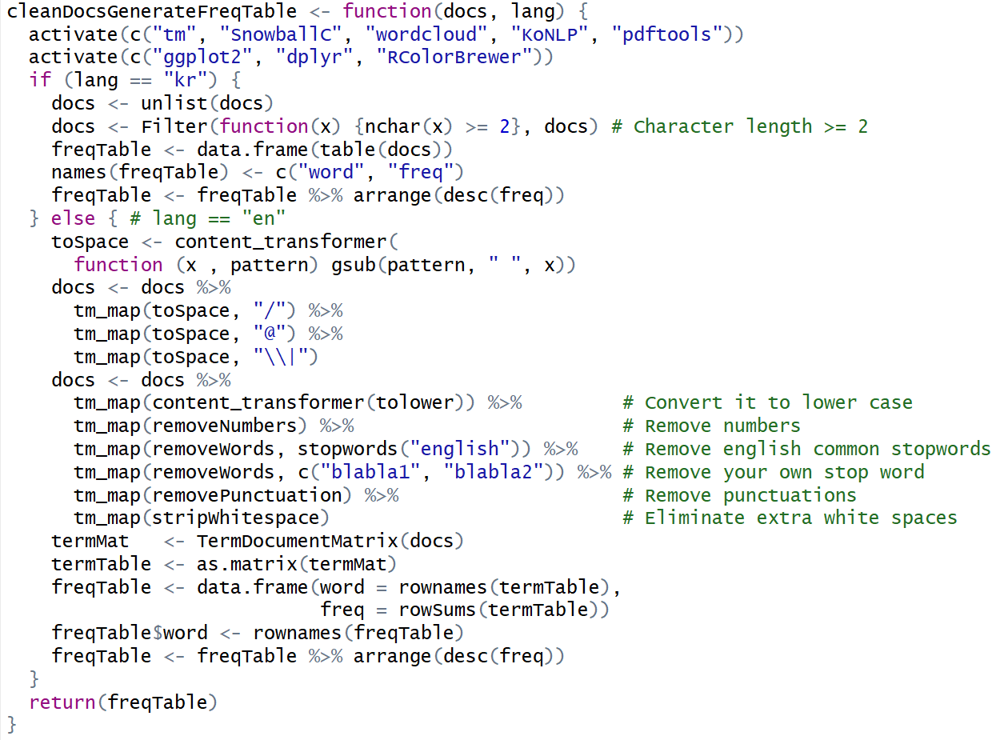 cleanDocsGenerateFreqTable <- function(docs, lang) {
  activate(c("tm", "SnowballC", "wordcloud", "KoNLP", "pdftools"))
  activate(c("ggplot2", "dplyr", "RColorBrewer"))
  if (lang == "kr") {
    docs <- unlist(docs)
    docs <- Filter(function(x) {nchar(x) >= 2}, docs) # Character length >= 2
    freqTable <- data.frame(table(docs))
    names(freqTable) <- c("word", "freq")
    freqTable <- freqTable %>% arrange(desc(freq))
  } else { # lang == "en"
    toSpace <- content_transformer(
      function (x , pattern) gsub(pattern, " ", x))
    docs <- docs %>%
      tm_map(toSpace, "/") %>%
      tm_map(toSpace, "@") %>%
      tm_map(toSpace, "\\|")
    docs <- docs %>%
      tm_map(content_transformer(tolower)) %>%         # Convert it to lower case
      tm_map(removeNumbers) %>%                        # Remove numbers
      tm_map(removeWords, stopwords("english")) %>%    # Remove english common stopwords
      tm_map(removeWords, c("blabla1", "blabla2")) %>% # Remove your own stop word
      tm_map(removePunctuation) %>%                    # Remove punctuations
      tm_map(stripWhitespace)                          # Eliminate extra white spaces
    termMat   <- TermDocumentMatrix(docs)
    termTable <- as.matrix(termMat)
    freqTable <- data.frame(word = rownames(termTable),
                            freq = rowSums(termTable))
    freqTable$word <- rownames(freqTable)
    freqTable <- freqTable %>% arrange(desc(freq))
  }
  return(freqTable)
}